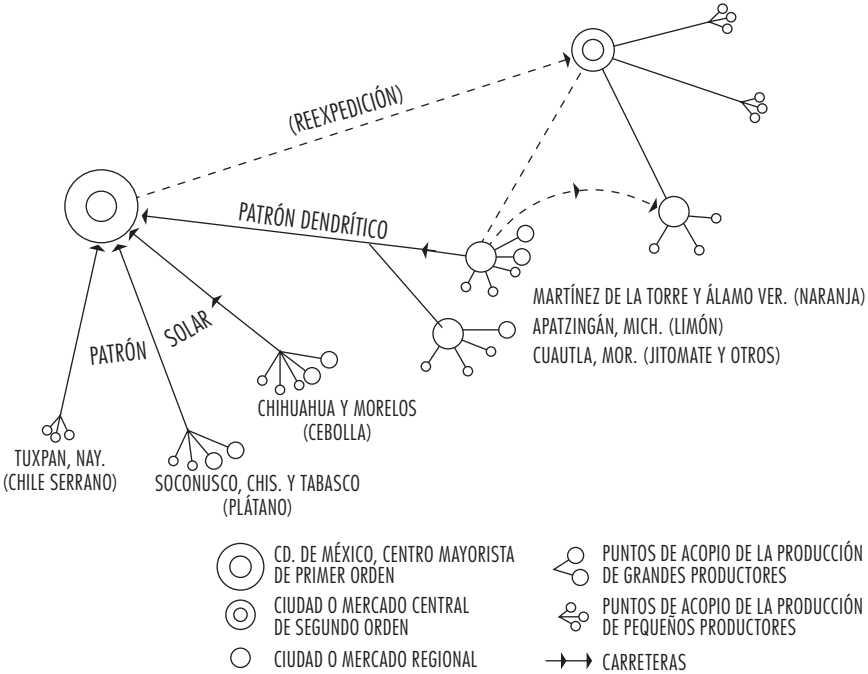 (REEXPEDICIÓN)
PATRÓN DENDRÍTICO
PATRÓN SOLAR
MARTÍNEZ DE LA TORRE Y ÁLAMO VER. (NARANJA)
APATZINGÁN, MICH. (LIMÓN)
CUAUTLA, MOR. (JITOMATE Y OTROS)
CHIHUAHUA Y MORELOS
(CEBOLLA)
TUXPAN, NAY.
(CHILE SERRANO)
SOCONUSCO, CHIS. Y TABASCO
(PLÁTANO)
CD. DE MÉXICO, CENTRO MAYORISTA
DE PRIMER ORDEN
CIUDAD O MERCADO CENTRAL
DE SEGUNDO ORDEN
CIUDAD O MERCADO REGIONAL
PUNTOS DE ACOPIO DE LA PRODUCCIÓN
DE GRANDES PRODUCTORES
PUNTOS DE ACOPIO DE LA PRODUCCIÓN
DE PEQUEÑOS PRODUCTORES
CARRETERAS